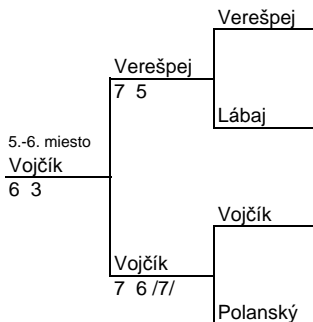 Verešpej
Verešpej
7 5
Lábaj
5.-6. miesto
Vojčík
6 3
Vojčík
Vojčík
7 6 /7/
Polanský